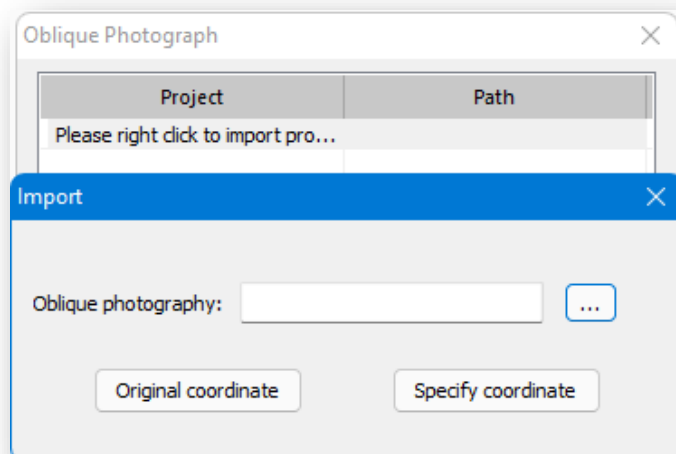 Oblique Photograph
Project Path
Please right click to import pro...
Import
Oblique photography: ...
Original coordinate Specify coordinate